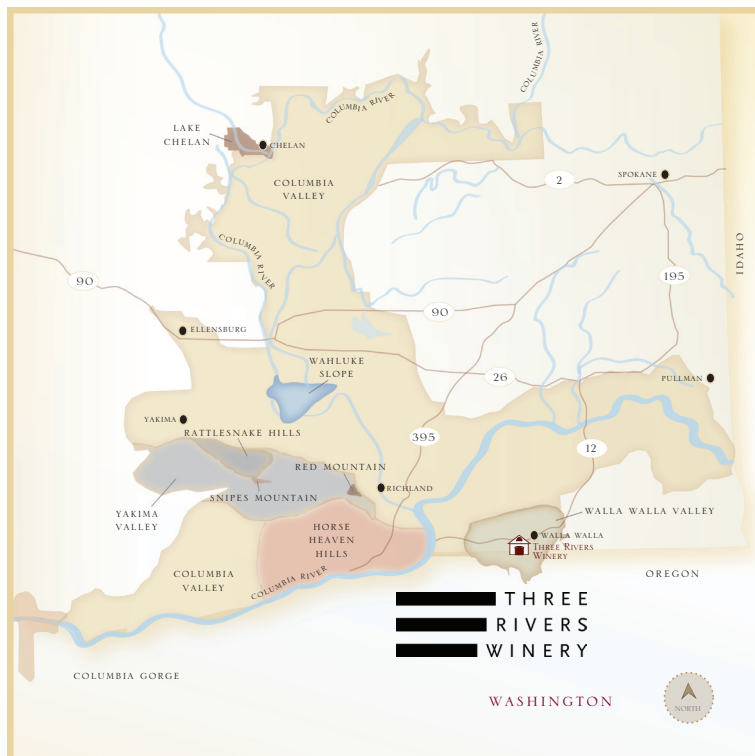 COLUMBIA RIVER
COLUMBIA RIVER
LAKE
CHELAN
CHELAN
COLUMBIA
VALLEY
2
SPOKANE
COLUMBIA RIVER
IDAHO
90
195
90
ELLENSBURG
WAHLUKE
SLOPE
26
PULLMAN
YAKIMA
RATTLESNAKE HILLS
395
12
RED MOUNTAIN
RICHLAND
SNIPES MOUNTAIN
YAKIMA
VALLEY
WALLA WALLA VALLEY
HORSE
HEAVEN
HILLS
WALLA WALLA
THREE RIVERS
WINERY
COLUMBIA
VALLEY
COLUMBIA RIVER
OREGON
THREE
RIVERS
WINERY
COLUMBIA GORGE
WASHINGTON
NORTH